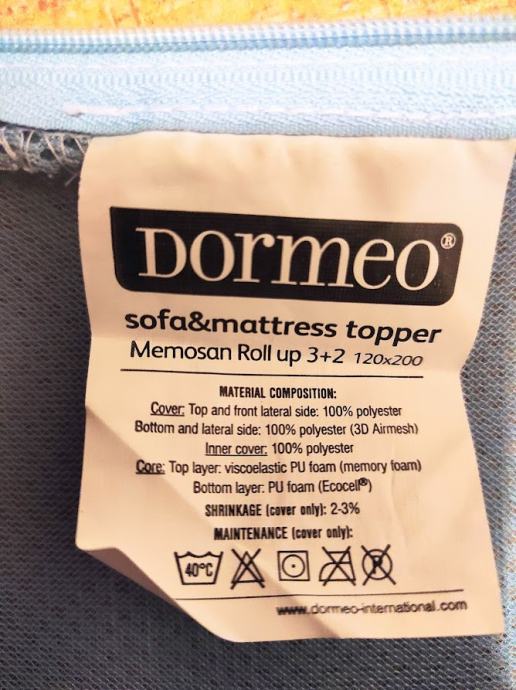 Dormeo®
sofa&mattress topper
Memosan Roll up 3+2 120x200
MATERIAL COMPOSITION:
Cover: Top and front lateral side: 100% polyester
Bottom and lateral side: 100% polyester (3D Airmesh)
Inner cover: 100% polyester
Core: Top layer: viscoelastic PU foam (memory foam)
Bottom layer: PU foam (Ecocell®)
SHRINKAGE (cover only): 2-3%
MAINTENANCE (cover only):
40°C P
www.dormeo-international.com